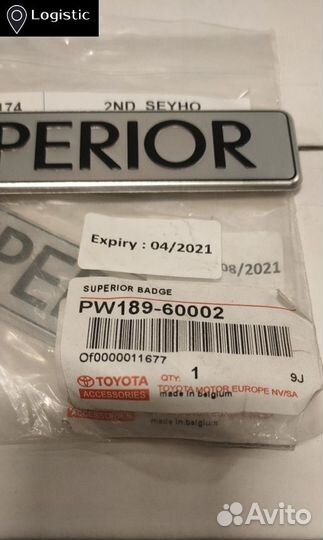 Logistic
174
2ND SEYHO
PERIOR
Expiry : 04/2021
08/2021
PE
SUPERIOR BADGE
PW189-60002
Of0000011677
TOYOTA
ACCESSORIES
QTY: 1
9J
TOYOTA MOTOR EUROPE NV/SA
made in belgium
ACCESSORIES
made in belgium
Avito